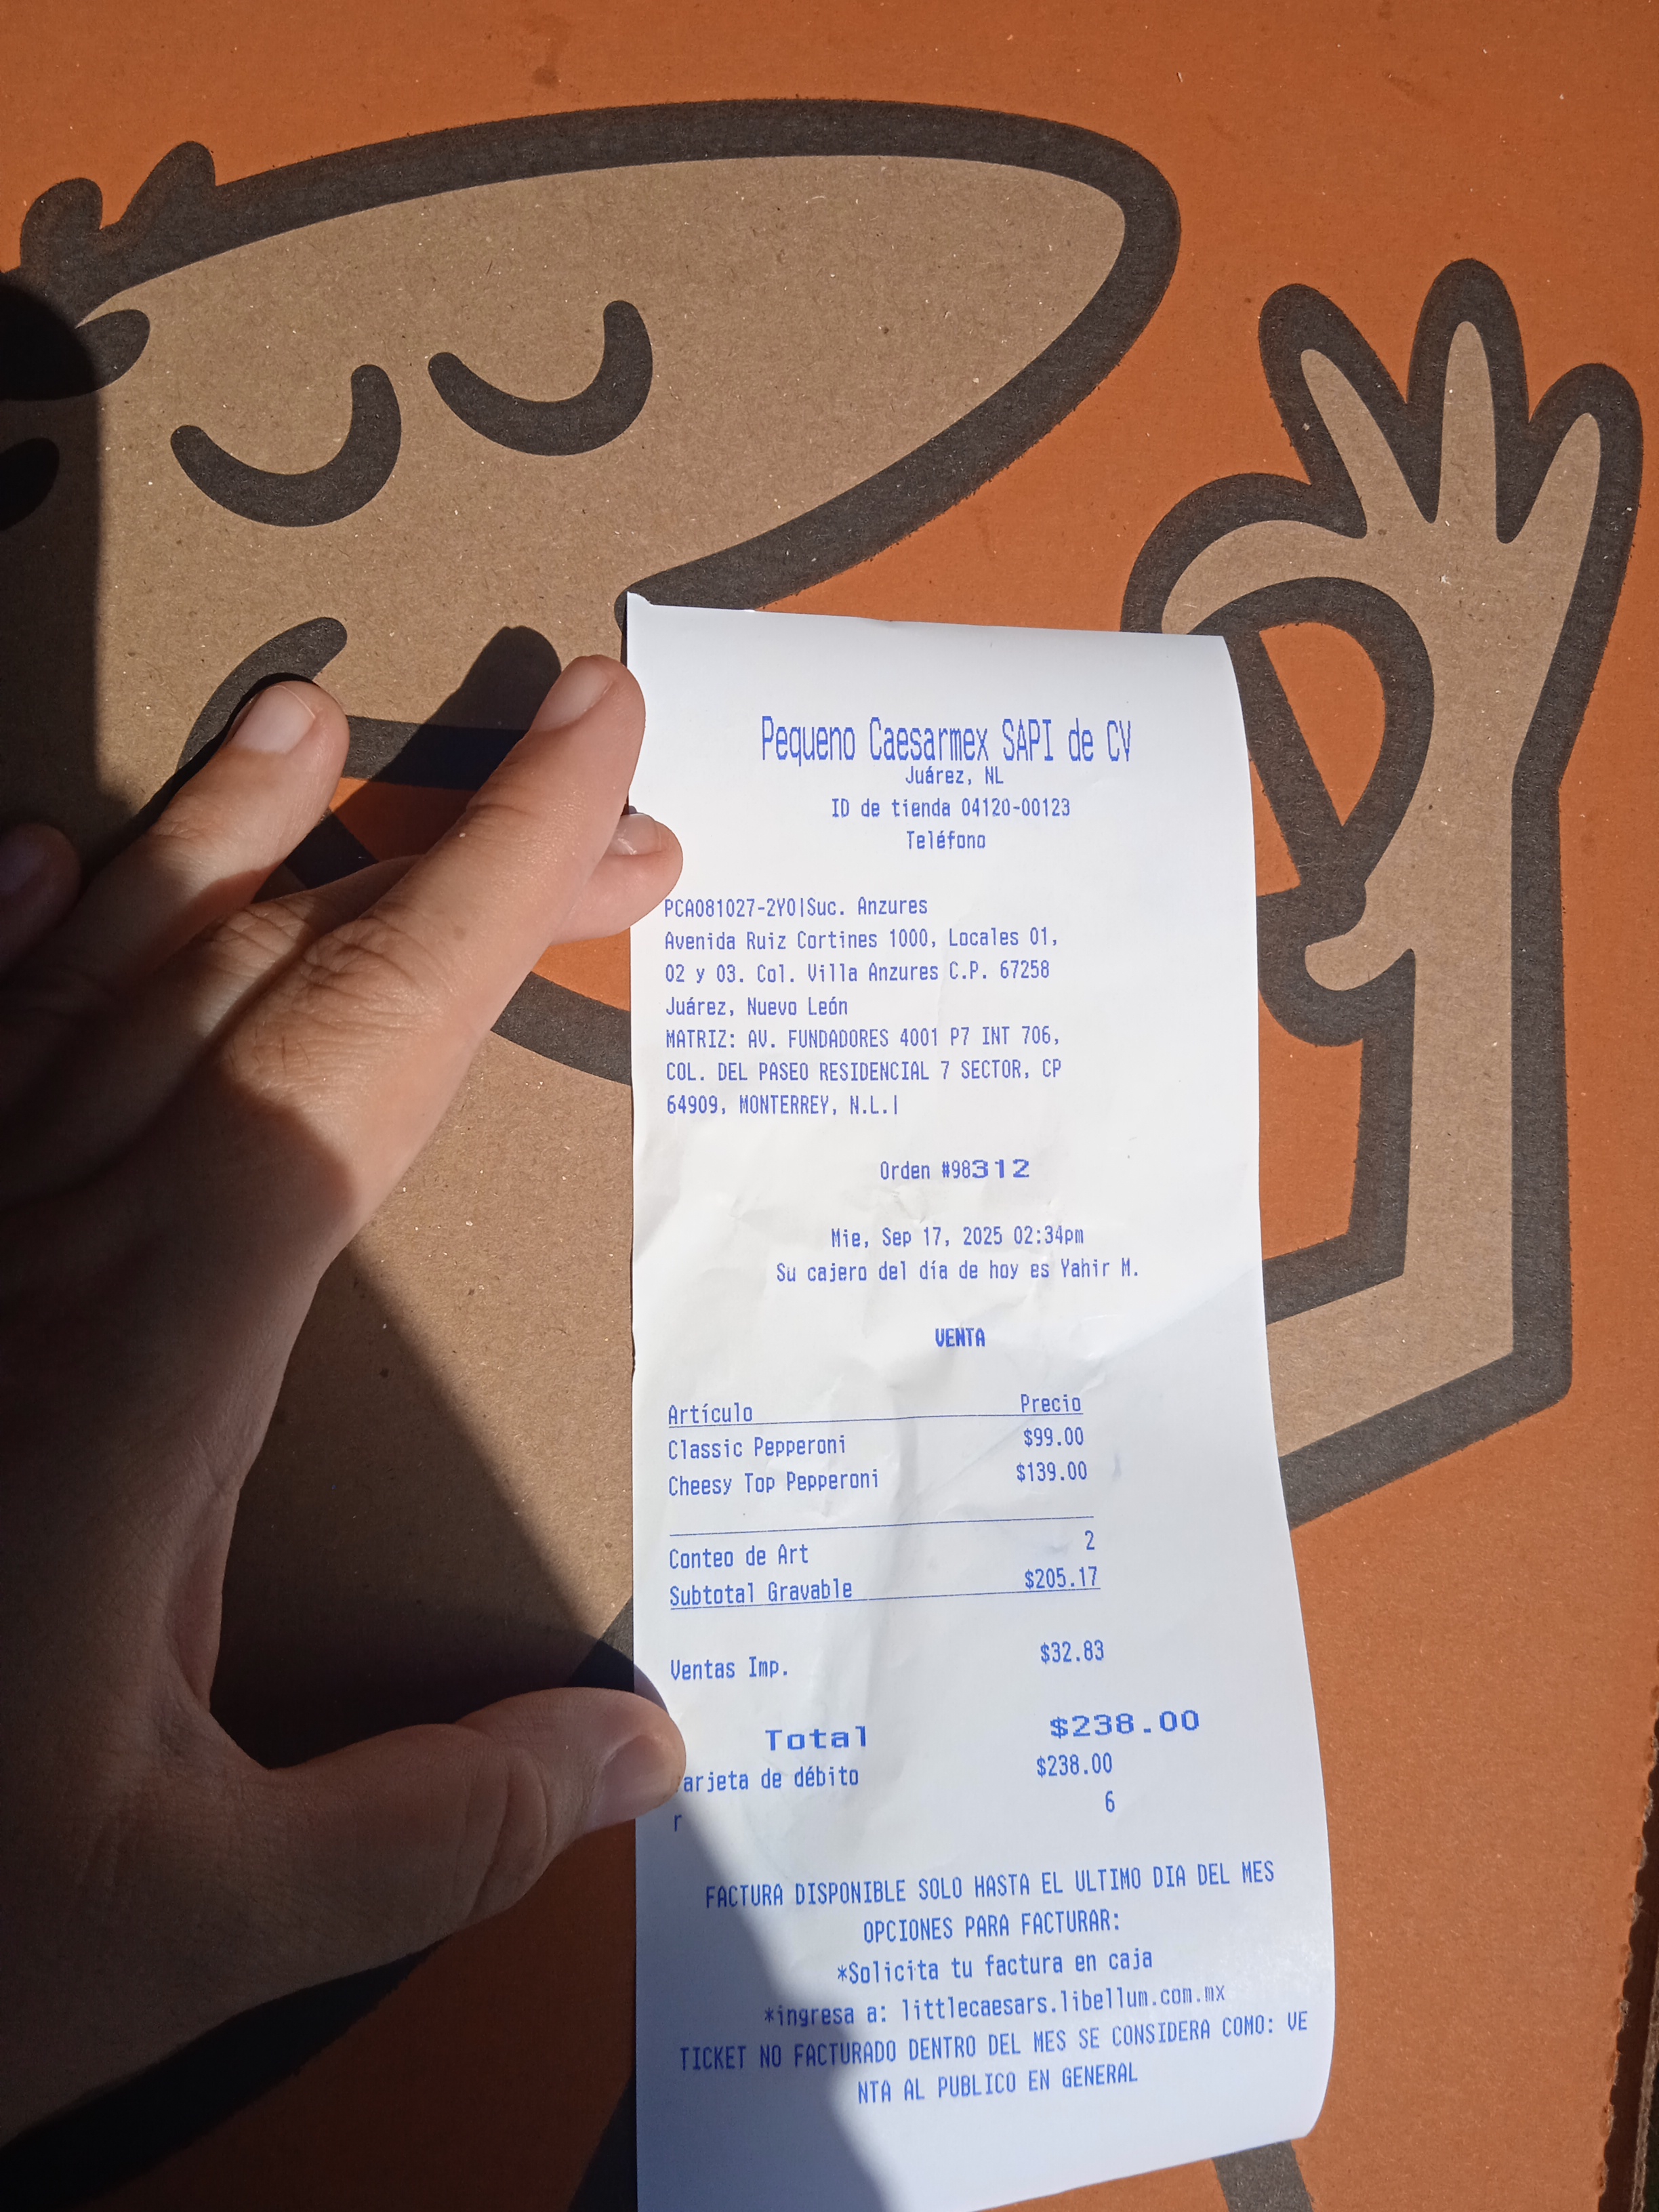 Pequeno Caesarmex SAPI de CV
Juárez, NL
ID de tienda 04120-00123
Teléfono
PCA081027-2Y0|Suc. Anzures
Avenida Ruiz Cortines 1000, Locales 01,
02 y 03. Col. Villa Anzures C.P. 67258
Juárez, Nuevo León
MATRIZ: AV. FUNDADORES 4001 P7 INT 706,
COL. DEL PASEO RESIDENCIAL 7 SECTOR, CP
64909, MONTERREY, N.L.|
Orden #98312
Mie, Sep 17, 2025 02:34pm
Su cajero del día de hoy es Yahir M.
VENTA
Artículo Precio
Classic Pepperoni $99.00
Cheesy Top Pepperoni $139.00
Conteo de Art 2
Subtotal Gravable $205.17
Ventas Imp. $32.83
Total $238.00
arjeta de débito $238.00
r 6
FACTURA DISPONIBLE SOLO HASTA EL ULTIMO DIA DEL MES
OPCIONES PARA FACTURAR:
*Solicita tu factura en caja
*ingresa a: littlecaesars.libellum.com.mx
TICKET NO FACTURADO DENTRO DEL MES SE CONSIDERA COMO: VE
NTA AL PUBLICO EN GENERAL